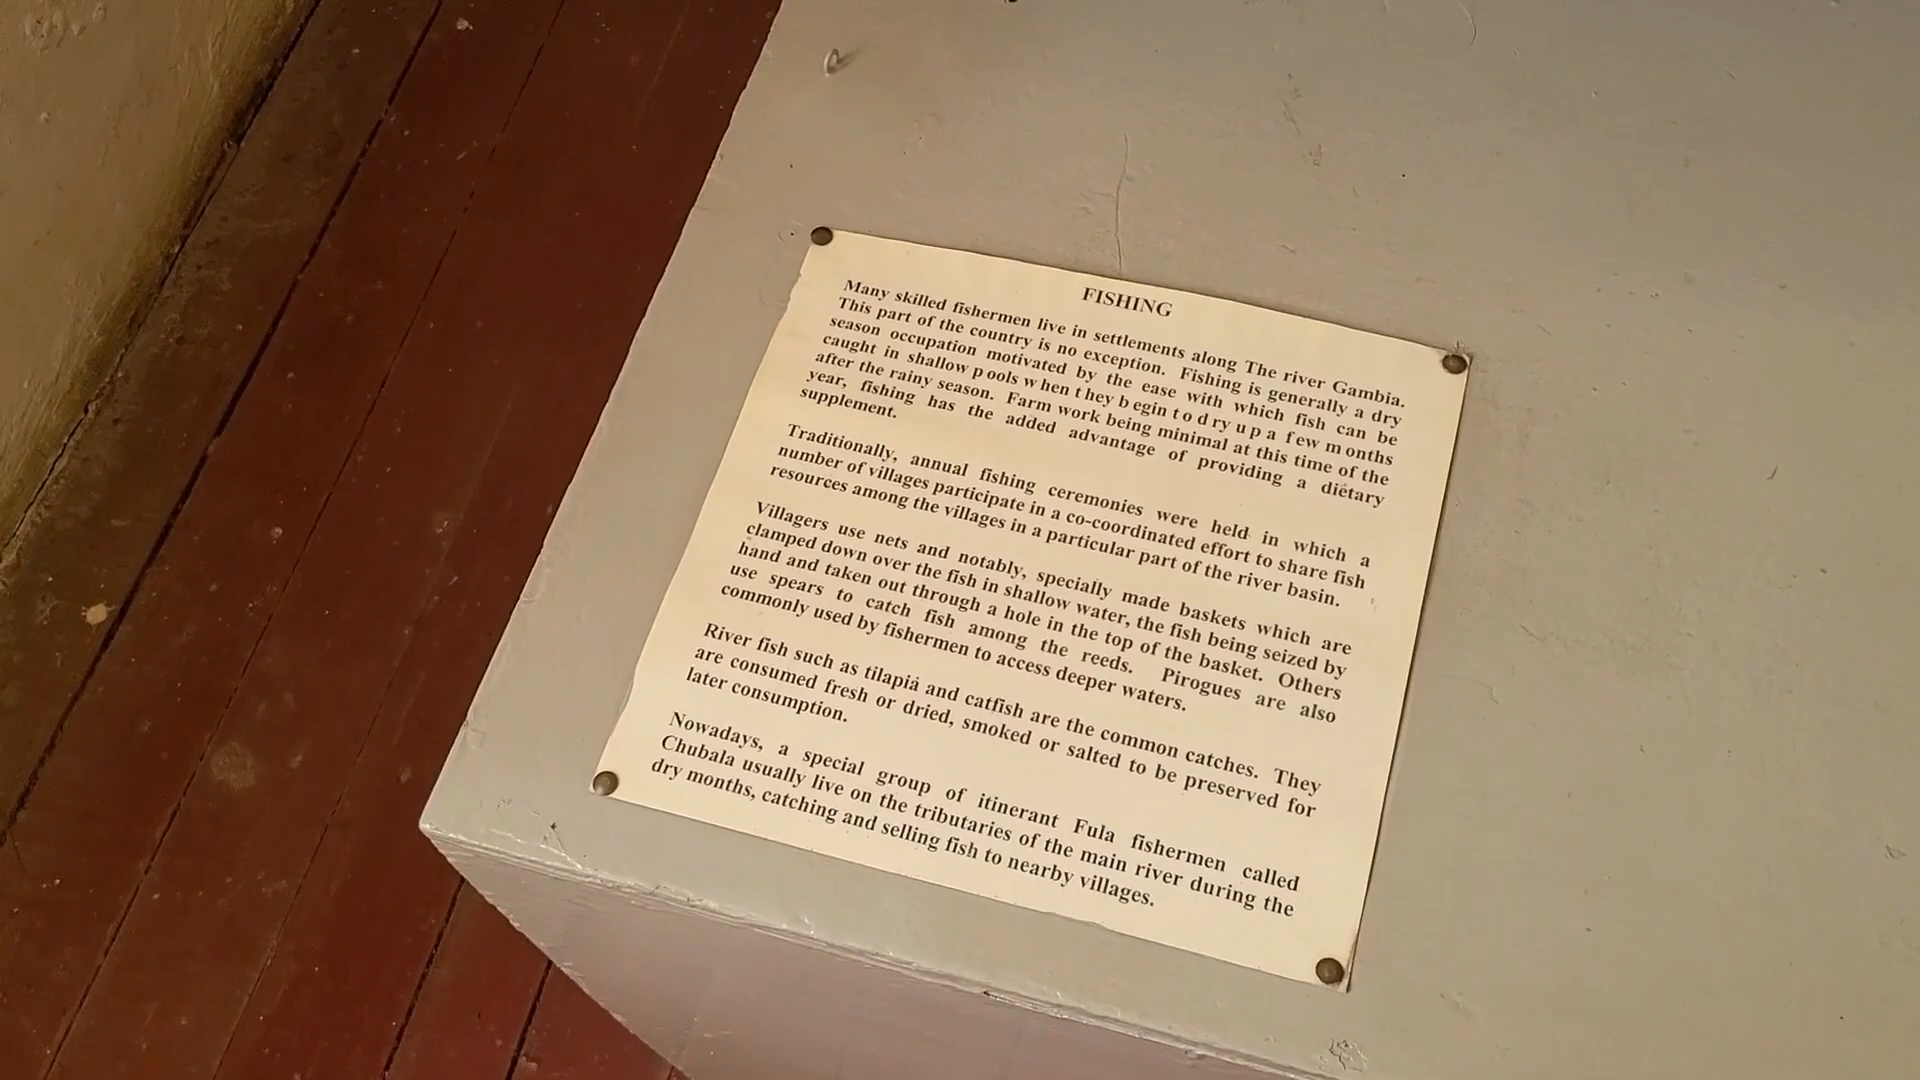 FISHING
Many skilled fishermen live in settlements along The river Gambia.
This part of the country is no exception. Fishing is generally a dry
season occupation motivated by the ease with which fish can be
caught in shallow pools when they begin to dry up a few months
after the rainy season. Farm work being minimal at this time of the
year, fishing has the added advantage of providing a dietary
supplement.
Traditionally, annual fishing ceremonies were held in which a
number of villages participate in a co-coordinated effort to share fish
resources among the villages in a particular part of the river basin.
Villagers use nets and notably, specially made baskets which are
clamped down over the fish in shallow water, the fish being seized by
hand and taken out through a hole in the top of the basket. Others
use spears to catch fish among the reeds. Pirogues are also
commonly used by fishermen to access deeper waters.
River fish such as tilapia and catfish are the common catches. They
are consumed fresh or dried, smoked or salted to be preserved for
later consumption.
Nowadays, a special group of itinerant Fula fishermen called
Chubala usually live on the tributaries of the main river during the
dry months, catching and selling fish to nearby villages.